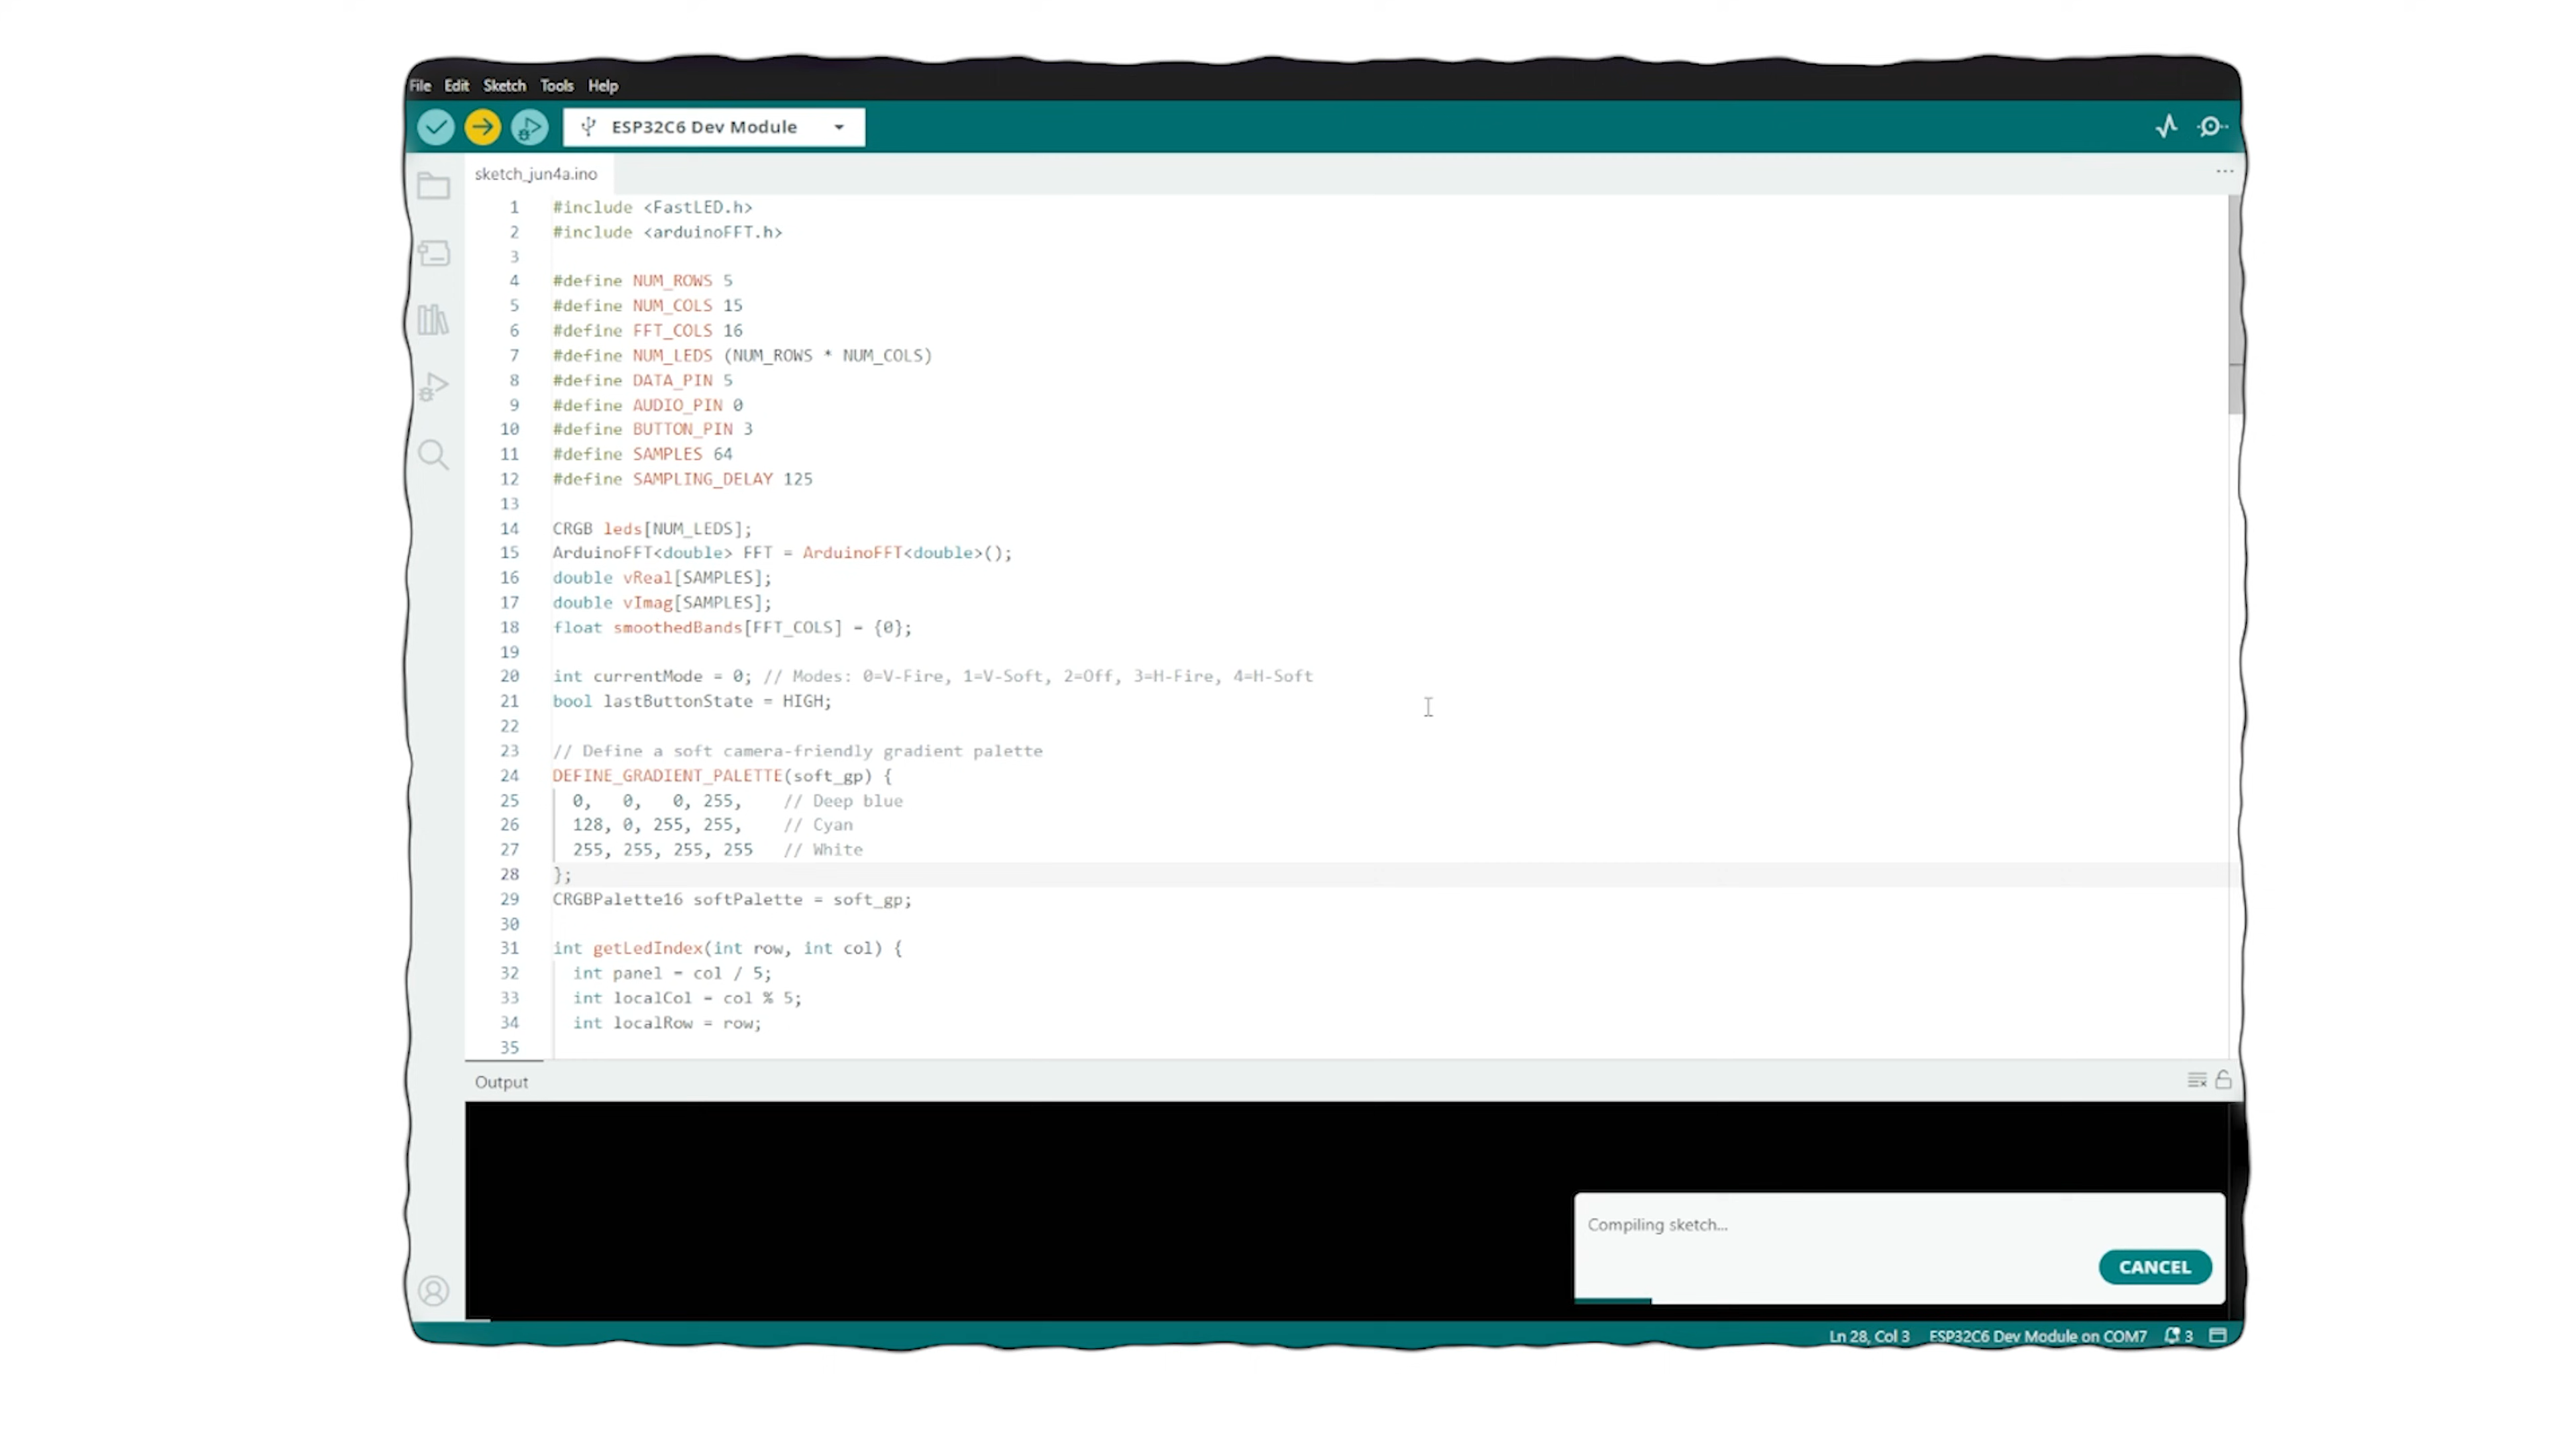 File Edit Sketch Tools Help
ESP32C6 Dev Module
sketch_jun4a.ino
1 #include <FastLED.h>
2 #include <arduinoFFT.h>
3
4 #define NUM_ROWS 5
5 #define NUM_COLS 15
6 #define FFT_COLS 16
7 #define NUM_LEDS (NUM_ROWS * NUM_COLS)
8 #define DATA_PIN 5
9 #define AUDIO_PIN 0
10 #define BUTTON_PIN 3
11 #define SAMPLES 64
12 #define SAMPLING_DELAY 125
13
14 CRGB leds[NUM_LEDS];
15 ArduinoFFT<double> FFT = ArduinoFFT<double>();
16 double vReal[SAMPLES];
17 double vImag[SAMPLES];
18 float smoothedBands[FFT_COLS] = {0};
19
20 int currentMode = 0; // Modes: 0=V-Fire, 1=V-Soft, 2=Off, 3=H-Fire, 4=H-Soft
21 bool lastButtonState = HIGH;
22
23 // Define a soft camera-friendly gradient palette
24 DEFINE_GRADIENT_PALETTE(soft_gp) {
25 0, 0, 0, 255, // Deep blue
26 128, 0, 255, 255, // Cyan
27 255, 255, 255, 255 // White
28 };
29 CRGBPalette16 softPalette = soft_gp;
30
31 int getLedIndex(int row, int col) {
32 int panel = col / 5;
33 int localCol = col % 5;
34 int localRow = row;
35
Output
Compiling sketch...
CANCEL
Ln 28, Col 3 ESP32C6 Dev Module on COM7 3